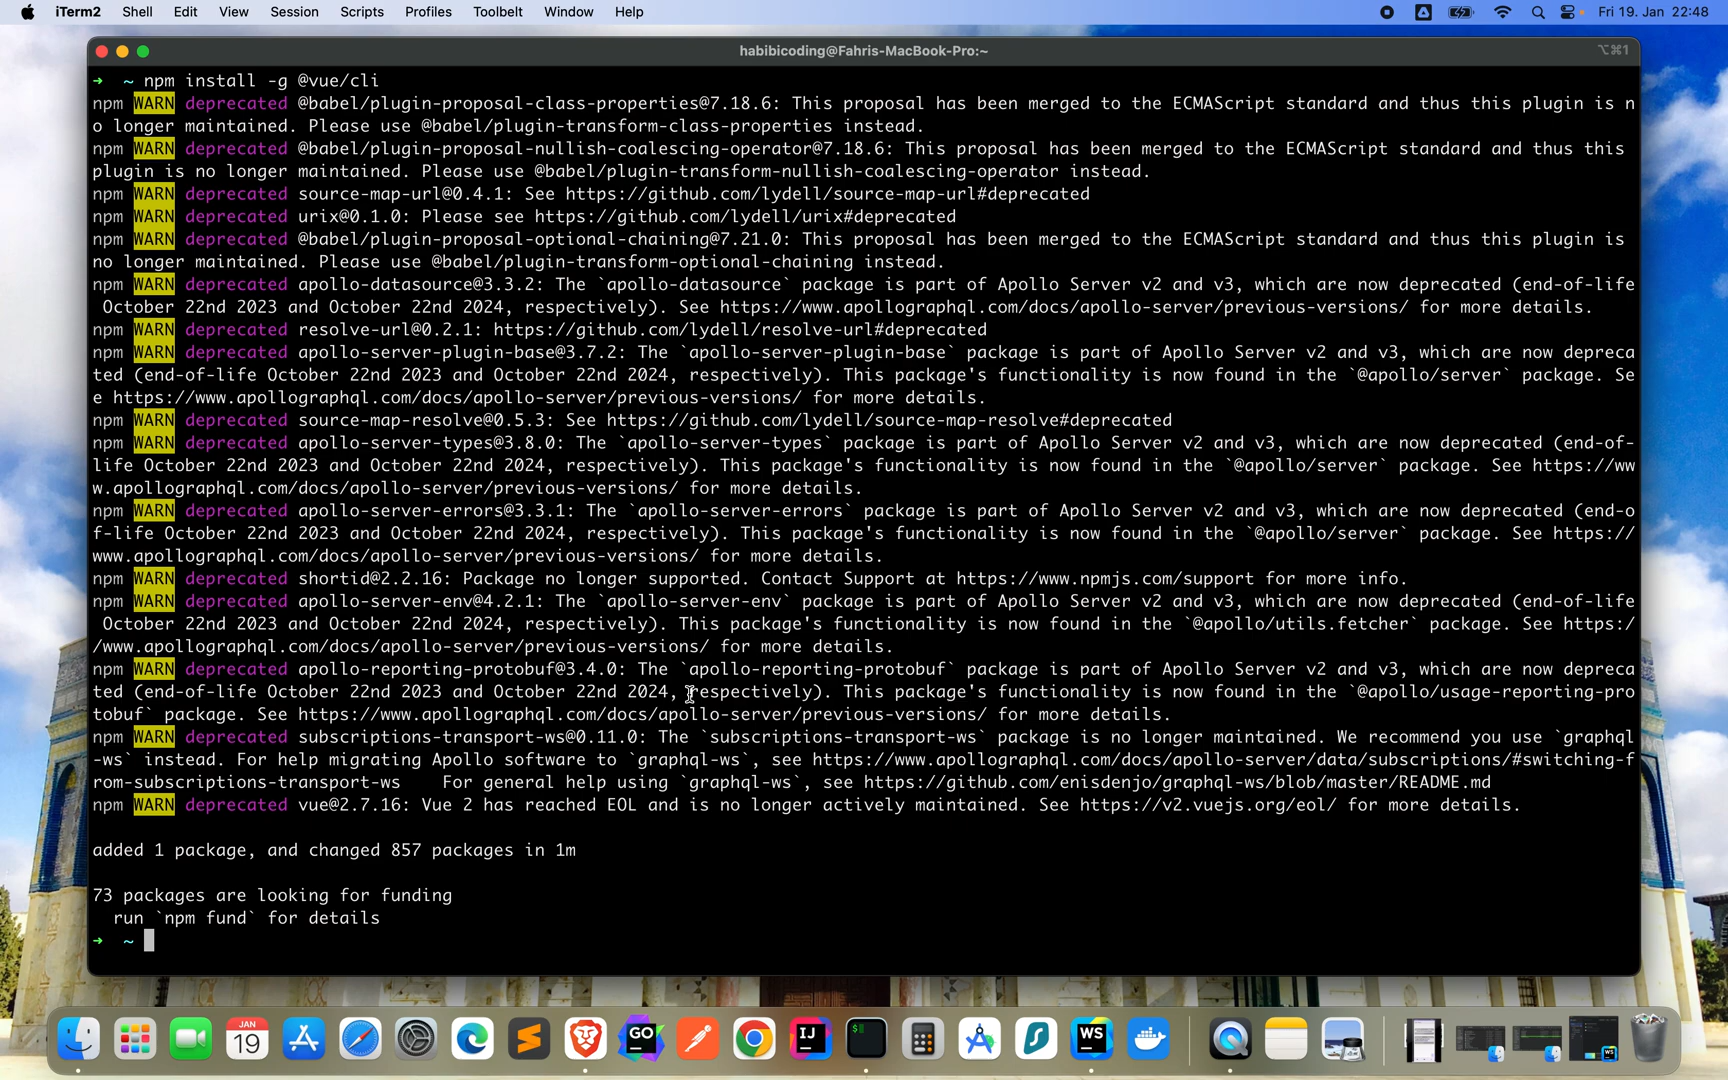 iTerm2 Shell Edit View Session Scripts Profiles Toolbelt Window Help Fri 19. Jan 22:48
habibicoding@Fahris-MacBook-Pro:~ ⌥⌘1
➜ ~ npm install -g @vue/cli
npm WARN deprecated @babel/plugin-proposal-class-properties@7.18.6: This proposal has been merged to the ECMAScript standard and thus this plugin is n
o longer maintained. Please use @babel/plugin-transform-class-properties instead.
npm WARN deprecated @babel/plugin-proposal-nullish-coalescing-operator@7.18.6: This proposal has been merged to the ECMAScript standard and thus this
plugin is no longer maintained. Please use @babel/plugin-transform-nullish-coalescing-operator instead.
npm WARN deprecated source-map-url@0.4.1: See https://github.com/lydell/source-map-url#deprecated
npm WARN deprecated urix@0.1.0: Please see https://github.com/lydell/urix#deprecated
npm WARN deprecated @babel/plugin-proposal-optional-chaining@7.21.0: This proposal has been merged to the ECMAScript standard and thus this plugin is
no longer maintained. Please use @babel/plugin-transform-optional-chaining instead.
npm WARN deprecated apollo-datasource@3.3.2: The `apollo-datasource` package is part of Apollo Server v2 and v3, which are now deprecated (end-of-life
October 22nd 2023 and October 22nd 2024, respectively). See https://www.apollographql.com/docs/apollo-server/previous-versions/ for more details.
npm WARN deprecated resolve-url@0.2.1: https://github.com/lydell/resolve-url#deprecated
npm WARN deprecated apollo-server-plugin-base@3.7.2: The `apollo-server-plugin-base` package is part of Apollo Server v2 and v3, which are now depreca
ted (end-of-life October 22nd 2023 and October 22nd 2024, respectively). This package's functionality is now found in the `@apollo/server` package. Se
e https://www.apollographql.com/docs/apollo-server/previous-versions/ for more details.
npm WARN deprecated source-map-resolve@0.5.3: See https://github.com/lydell/source-map-resolve#deprecated
npm WARN deprecated apollo-server-types@3.8.0: The `apollo-server-types` package is part of Apollo Server v2 and v3, which are now deprecated (end-of-
life October 22nd 2023 and October 22nd 2024, respectively). This package's functionality is now found in the `@apollo/server` package. See https://ww
w.apollographql.com/docs/apollo-server/previous-versions/ for more details.
npm WARN deprecated apollo-server-errors@3.3.1: The `apollo-server-errors` package is part of Apollo Server v2 and v3, which are now deprecated (end-o
f-life October 22nd 2023 and October 22nd 2024, respectively). This package's functionality is now found in the `@apollo/server` package. See https://
www.apollographql.com/docs/apollo-server/previous-versions/ for more details.
npm WARN deprecated shortid@2.2.16: Package no longer supported. Contact Support at https://www.npmjs.com/support for more info.
npm WARN deprecated apollo-server-env@4.2.1: The `apollo-server-env` package is part of Apollo Server v2 and v3, which are now deprecated (end-of-life
October 22nd 2023 and October 22nd 2024, respectively). This package's functionality is now found in the `@apollo/utils.fetcher` package. See https:/
/www.apollographql.com/docs/apollo-server/previous-versions/ for more details.
npm WARN deprecated apollo-reporting-protobuf@3.4.0: The `apollo-reporting-protobuf` package is part of Apollo Server v2 and v3, which are now depreca
ted (end-of-life October 22nd 2023 and October 22nd 2024, respectively). This package's functionality is now found in the `@apollo/usage-reporting-pro
tobuf` package. See https://www.apollographql.com/docs/apollo-server/previous-versions/ for more details.
npm WARN deprecated subscriptions-transport-ws@0.11.0: The `subscriptions-transport-ws` package is no longer maintained. We recommend you use `graphql
-ws` instead. For help migrating Apollo software to `graphql-ws`, see https://www.apollographql.com/docs/apollo-server/data/subscriptions/#switching-f
rom-subscriptions-transport-ws    For general help using `graphql-ws`, see https://github.com/enisdenjo/graphql-ws/blob/master/README.md
npm WARN deprecated vue@2.7.16: Vue 2 has reached EOL and is no longer actively maintained. See https://v2.vuejs.org/eol/ for more details.
added 1 package, and changed 857 packages in 1m
73 packages are looking for funding
run `npm fund` for details
➜ ~
JAN
19
GO
IJ
$
WS
WS